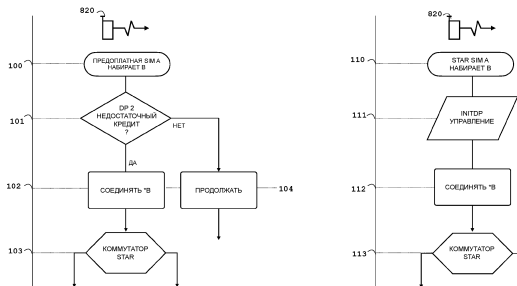 820
100
ПРЕДОПЛАТНАЯ SIM A
НАБИРАЕТ B
101
DP 2
НЕДОСТАТОЧНЫЙ
КРЕДИТ
?
НЕТ
ДА
102
СОЕДИНЯТЬ *B
ПРОДОЛЖАТЬ
104
103
КОММУТАТОР
STAR
820
110
STAR SIM A
НАБИРАЕТ B
111
INITDP
УПРАВЛЕНИЕ
112
СОЕДИНЯТЬ *B
113
КОММУТАТОР
STAR